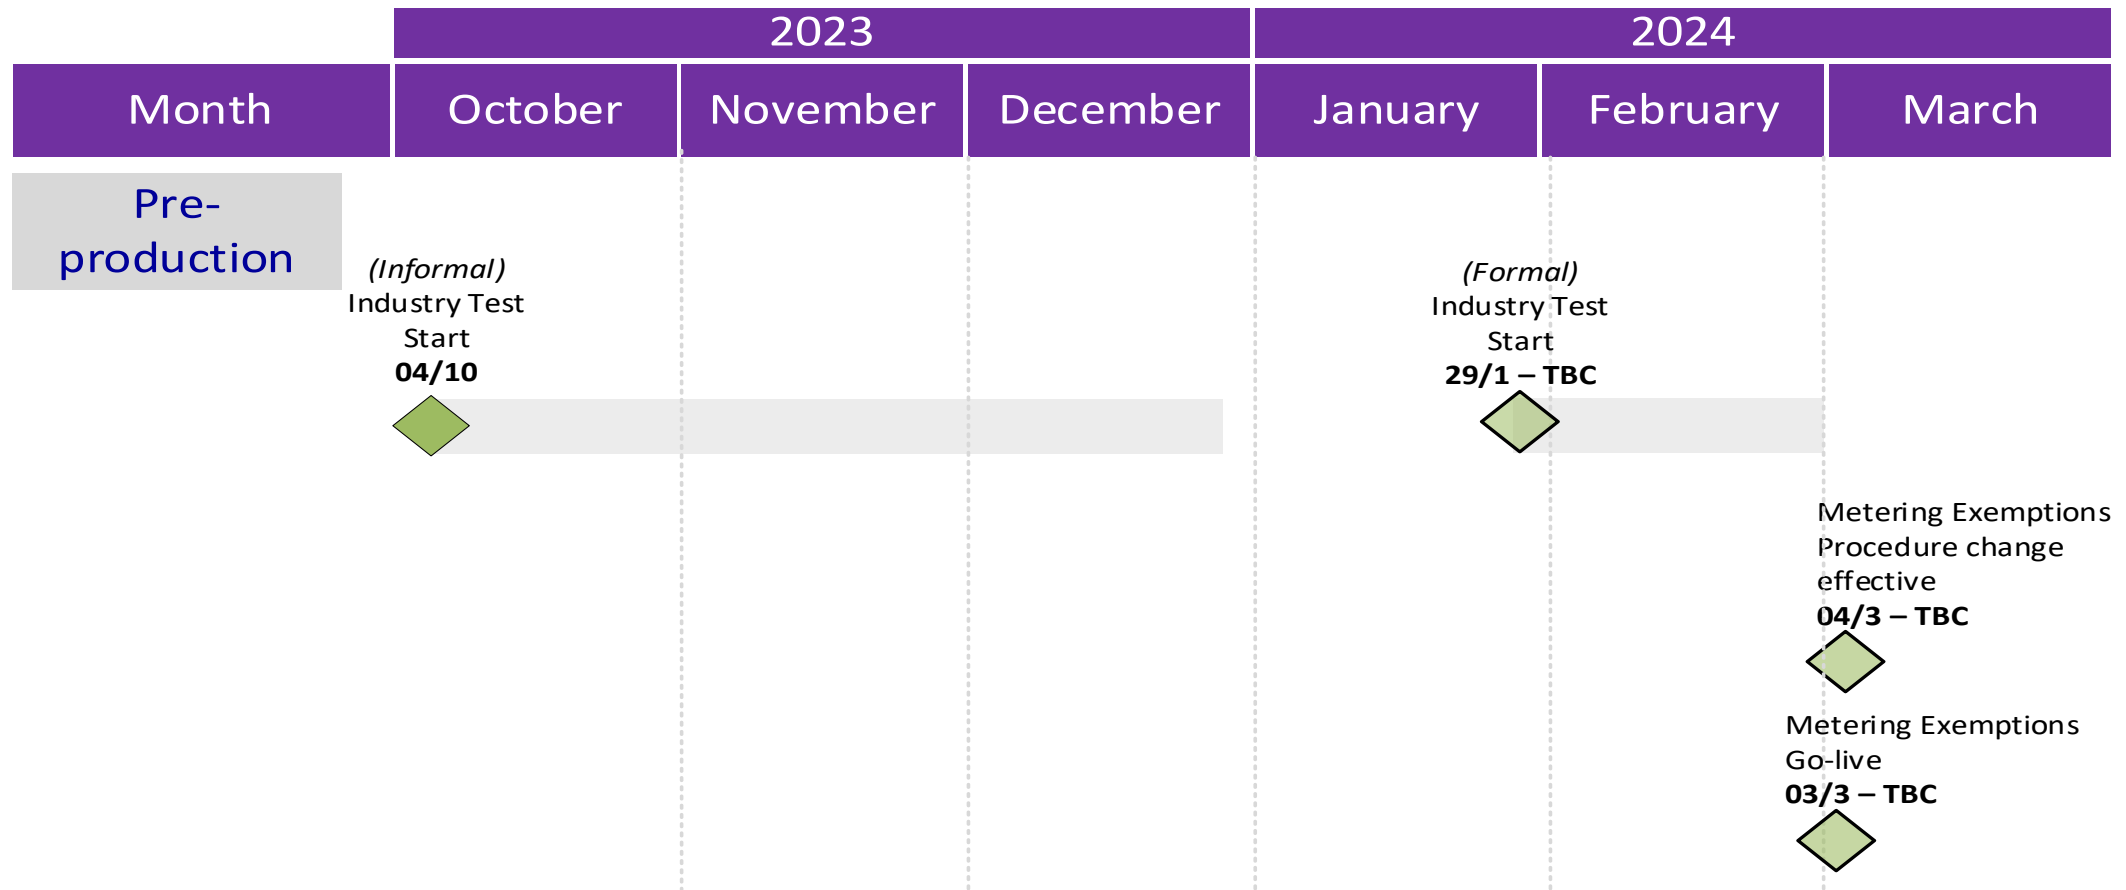 2023
2024
Month
October
November
December
January
February
March
Pre-
production
(Informal)
Industry Test
Start
04/10
(Formal)
Industry Test
Start
29/1 – TBC
Metering Exemptions
Procedure change
effective
04/3 – TBC
Metering Exemptions
Go-live
03/3 – TBC